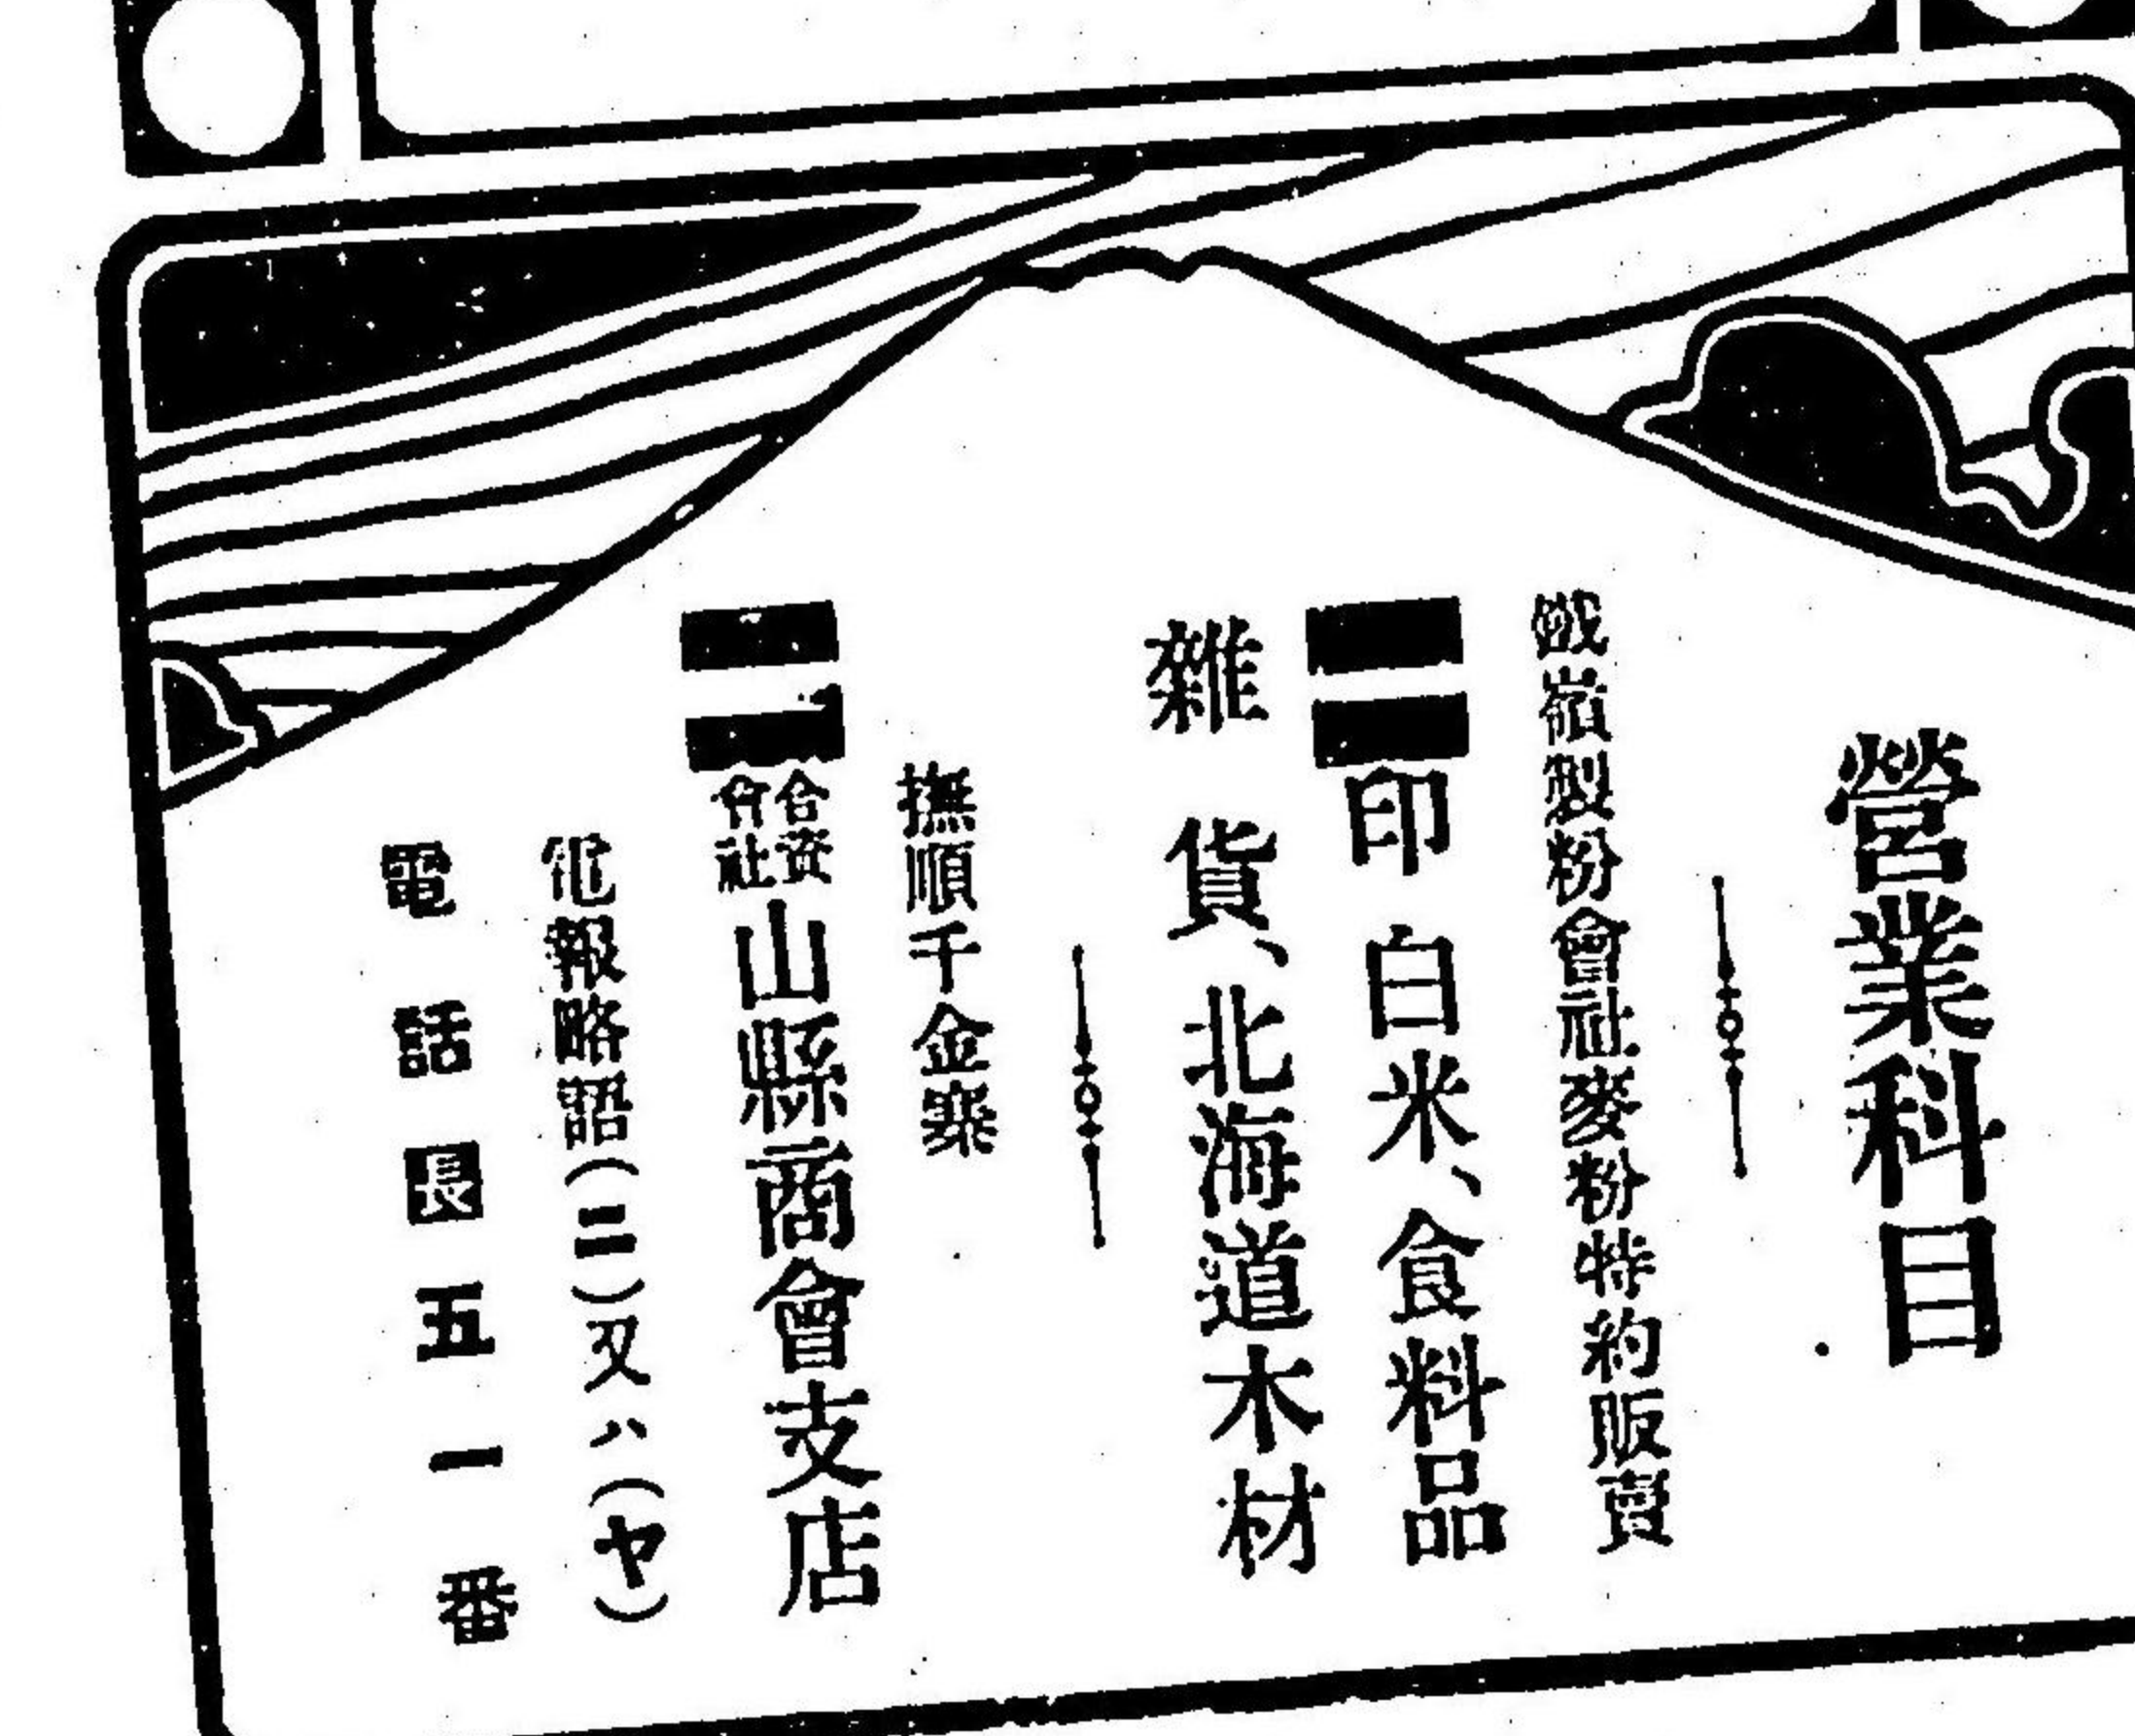 營業科目
鐵嶺製粉會社麥粉特約販賣
印 白米、食料品
雜貨、北海道木材
撫順千金寨
合資會社山縣商會支店
電報略語(ニ)又ハ(ヤ)
電話長五一番